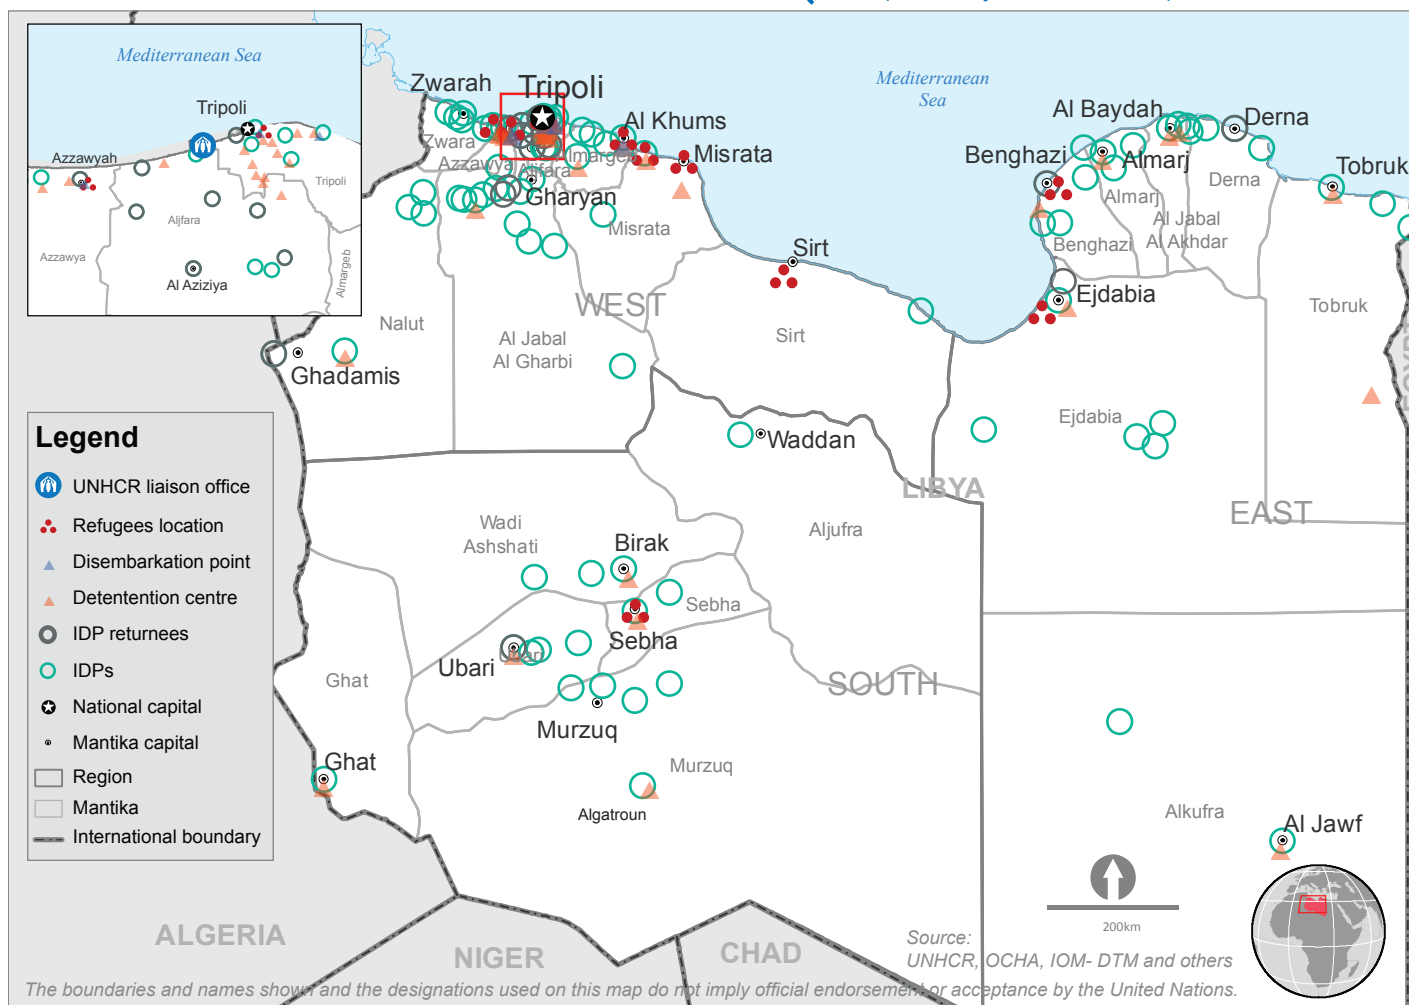 Mediterranean Sea
Tripoli
Azzawyah
Tripoli
Aljfara
Azzawya
Almargeb
Al Aziziya
Mediterranean
Sea
Zwarah
Tripoli
Al Khums
Misrata
Zwara
Azzawya
Almargeb
Aljfara
Gharyan
Misrata
Al Baydah
Derna
Benghazi
Almarj
Tobruk
Derna
Almarj
Al Jabal
Al Akhdar
Benghazi
Sirt
Ejdabia
WEST
Tobruk
Nalut
Al Jabal
Al Gharbi
Sirt
EGYPT
Ghadamis
Ejdabia
Waddan
LIBYA
EAST
Wadi
Ashshati
Aljufra
Birak
Sebha
Sebha
Ubari
Ubari
Ghat
SOUTH
Murzuq
Ghat
Murzuq
Algatroun
Alkufra
Al Jawf
Legend
UNHCR liaison office
Refugees location
Disembarkation point
Detentention centre
IDP returnees
IDPs
National capital
Mantika capital
Region
Mantika
International boundary
200km
ALGERIA
NIGER
CHAD
Source:
UNHCR, OCHA, IOM- DTM and others
The boundaries and names shown and the designations used on this map do not imply official endorsement or acceptance by the United Nations.